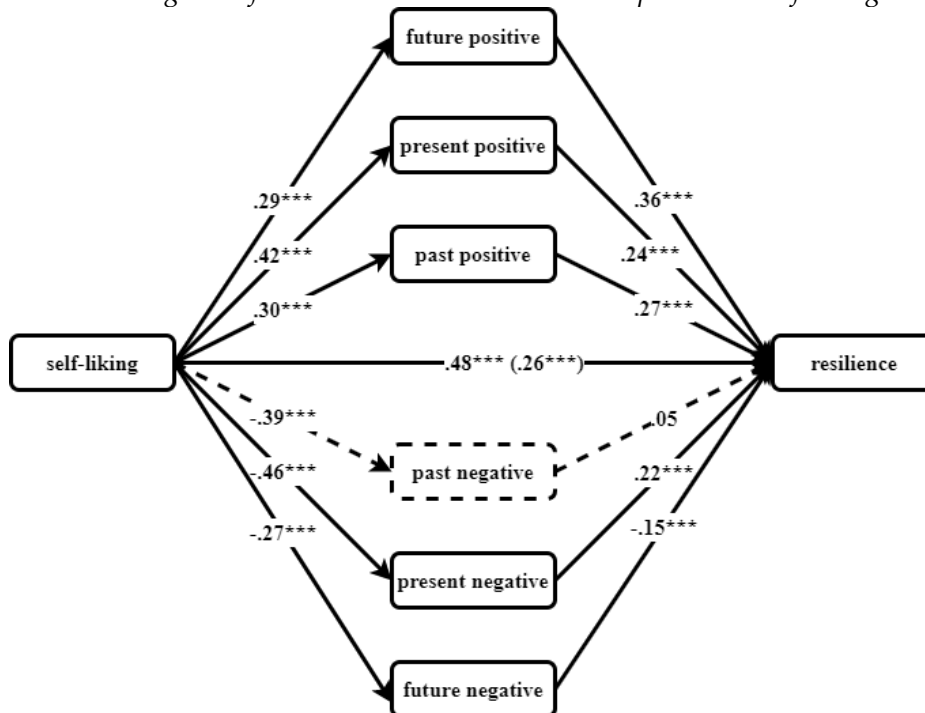 future positive
present positive
.29***
.36***
.42***
.24***
past positive
.30***
.27***
self-liking
.48*** (.26***)
resilience
-.39***
.05
past negative
-.46***
.22***
-.27***
-.15***
present negative
future negative